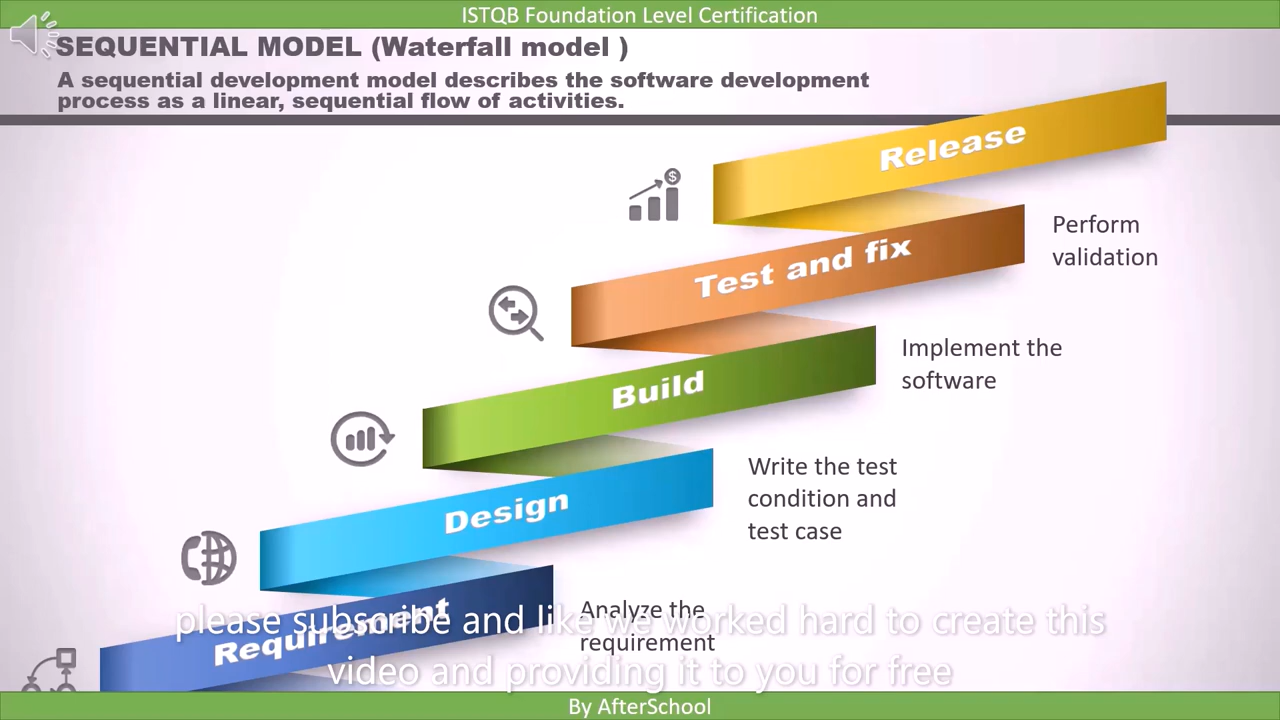 ISTQB Foundation Level Certification
SEQUENTIAL MODEL (Waterfall model )
A sequential development model describes the software development
process as a linear, sequential flow of activities.
Release
Perform
validation
Test and fix
Implement the
software
Build
Write the test
condition and
test case
Design
Analyze the
requirement
Requirement
please subscribe and like we worked hard to create this
video and providing it to you for free
By AfterSchool